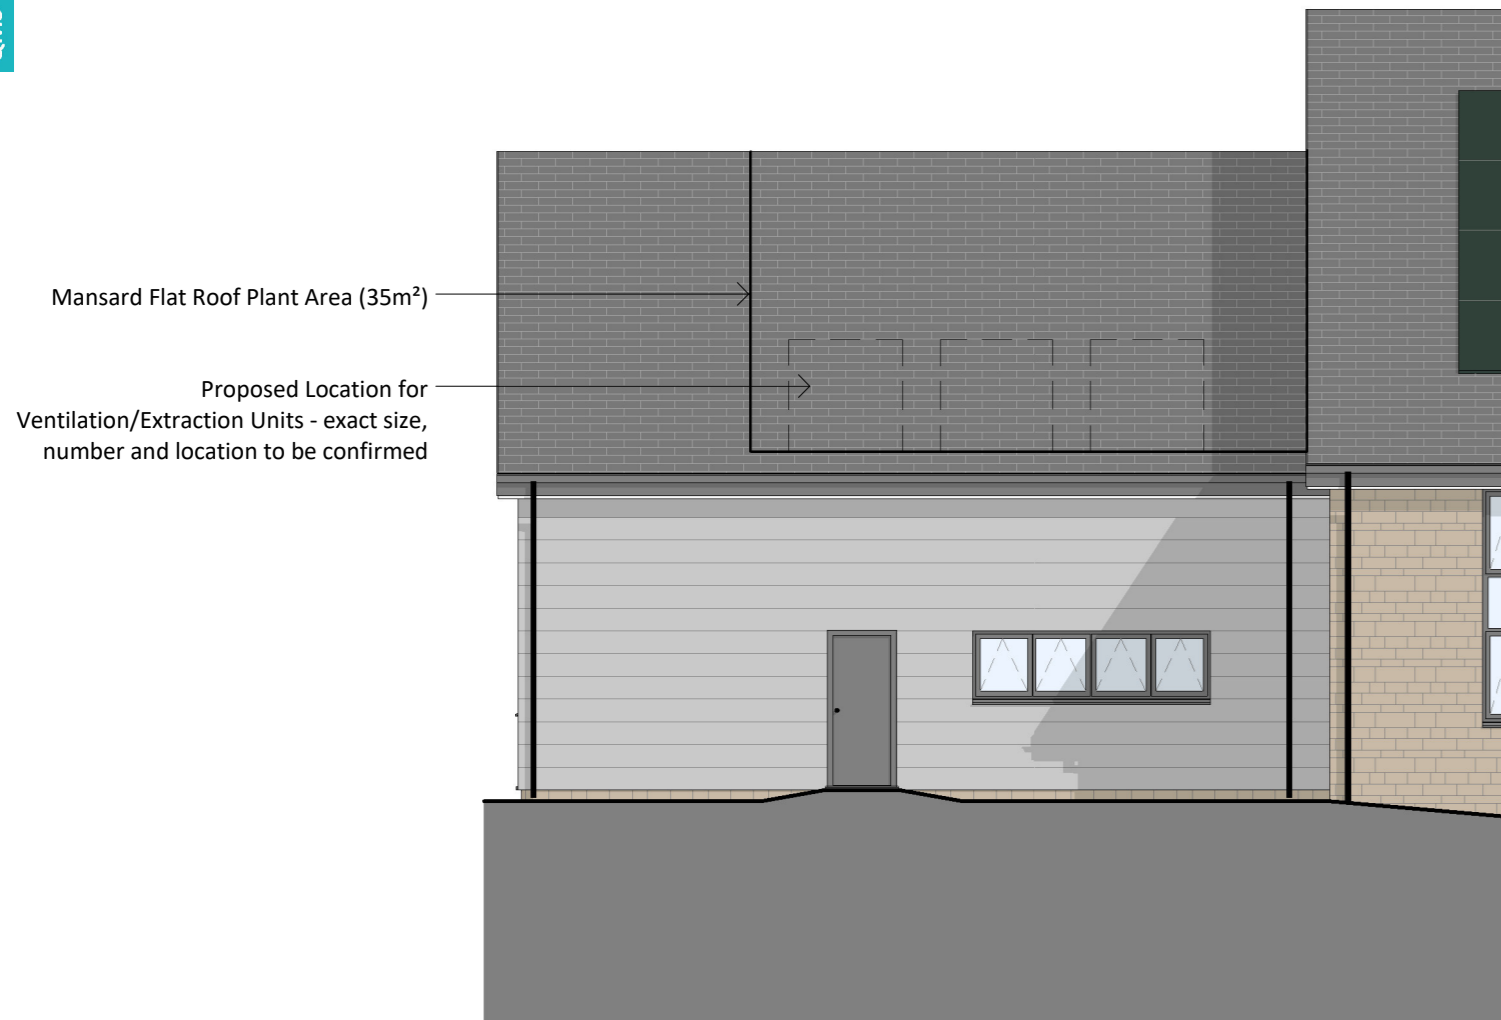 Mansard Flat Roof Plant Area (35m²)
Proposed Location for
Ventilation/Extraction Units - exact size,
number and location to be confirmed